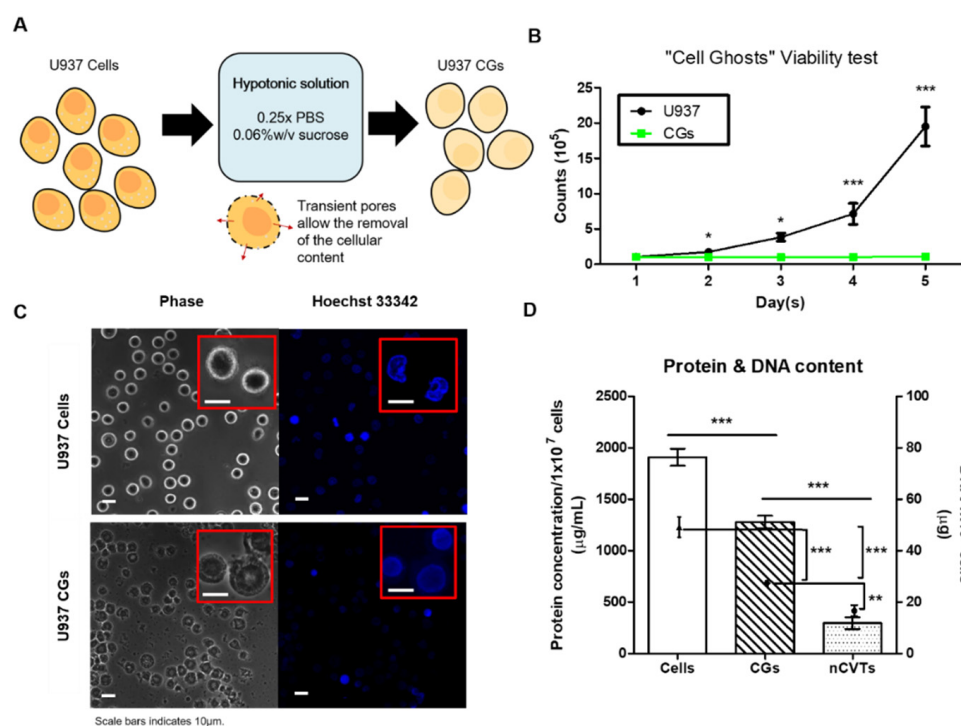 A
U937 Cells
Hypotonic solution
0.25x PBS
0.06%w/v sucrose
U937 CGs
Transient pores
allow the removal
of the cellular
content
B
"Cell Ghosts" Viability test
U937
CGs
Counts (10⁵)
25
20
15
10
5
0
*
*
***
***
1 2 3 4 5
Day(s)
C
Phase
Hoechst 33342
U937 Cells
U937 CGs
Scale bars indicates 10µm.
D
Protein & DNA content
Protein concentration/1x10⁷ cells
(µg/mL)
2500
2000
1500
1000
500
0
***
***
***
***
**
100
80
60
40
20
0
(µg)
Cells CGs nCVTs